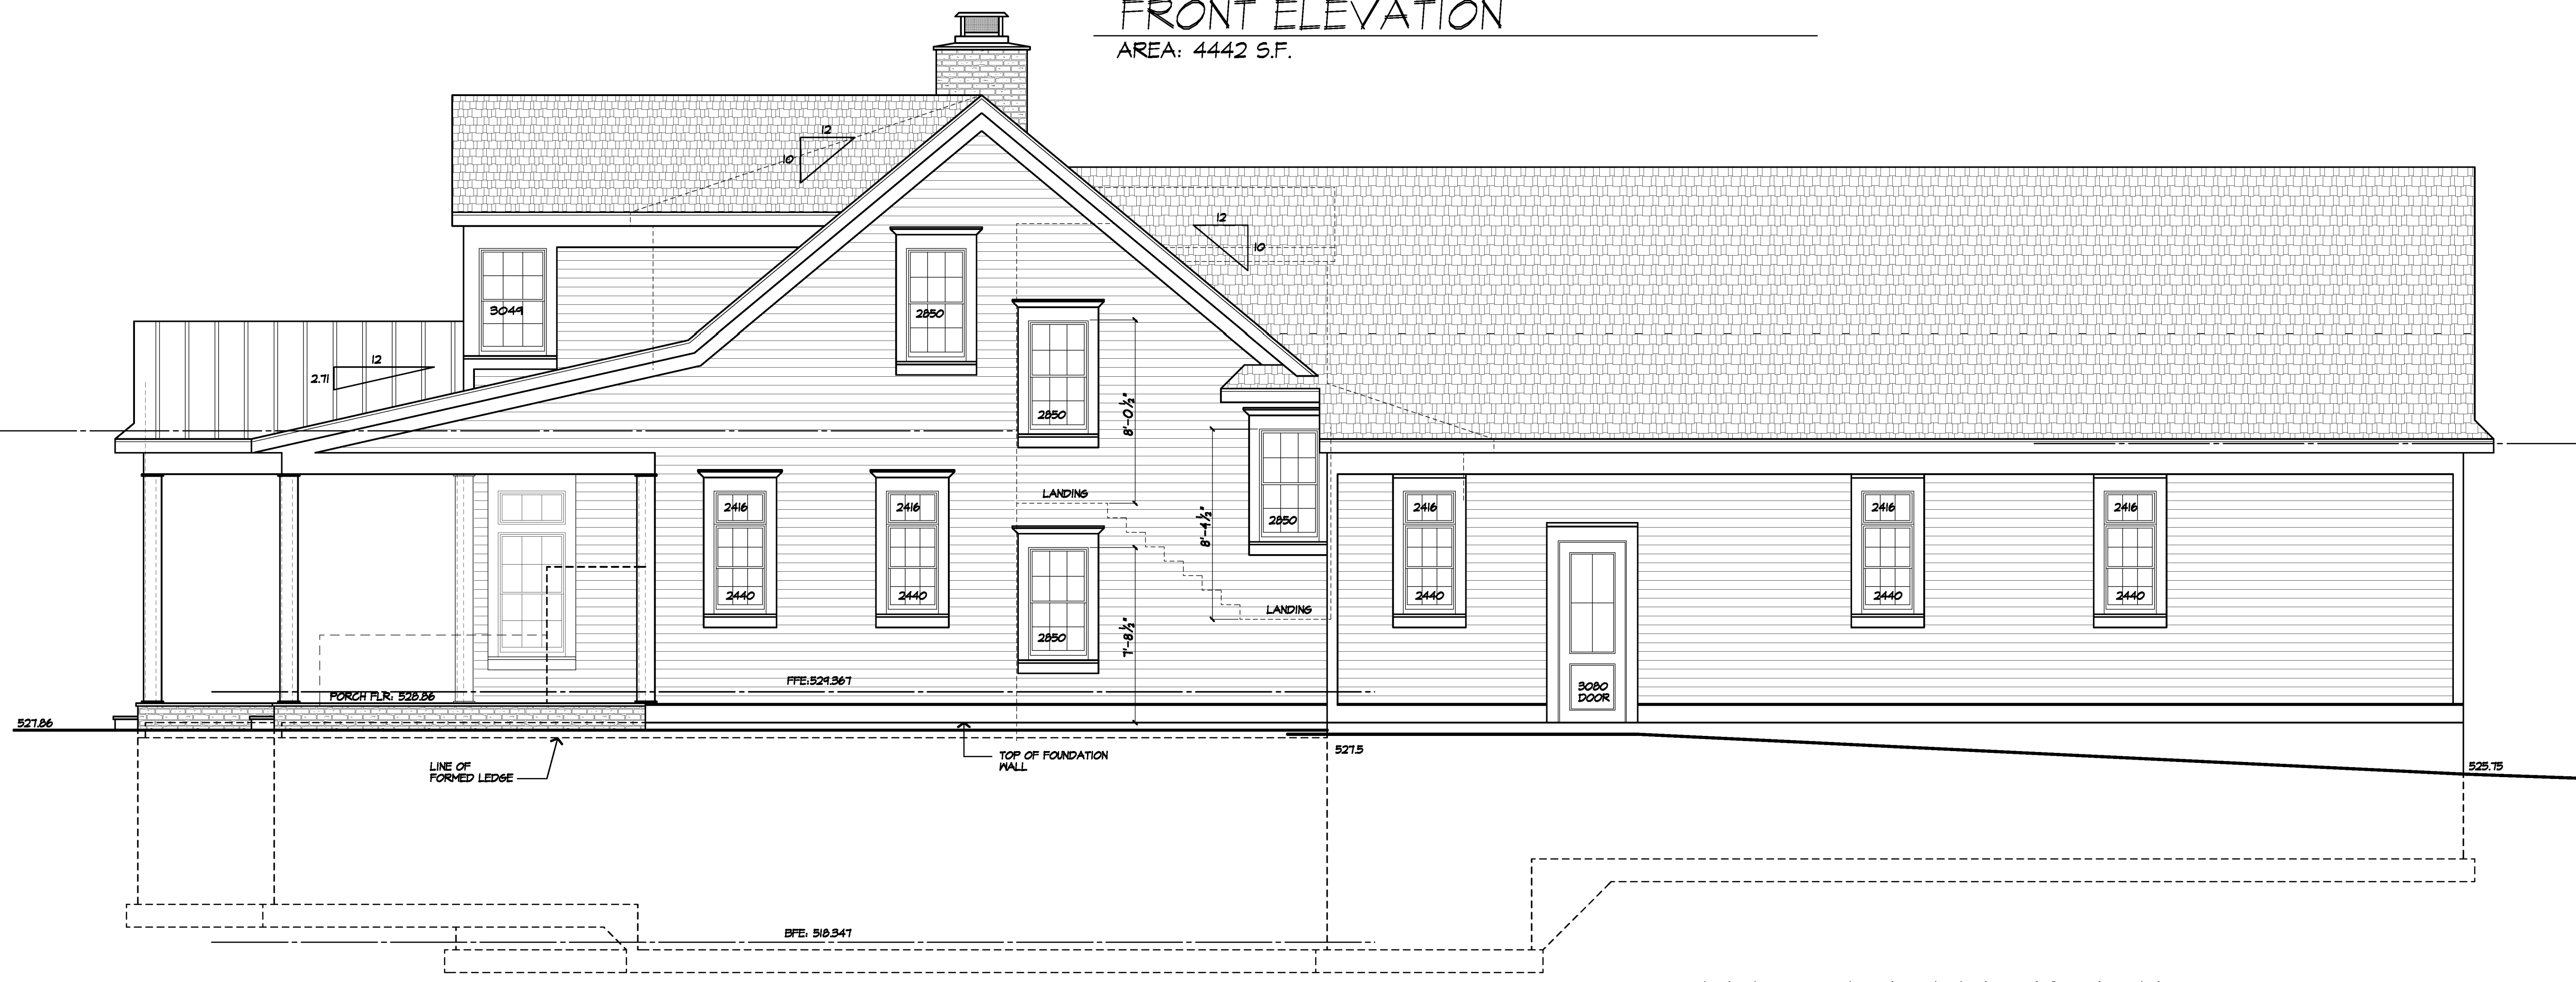 FRONT ELEVATION
AREA: 4442 S.F.
12
10
12
10
3049
2850
12
2.71
2850
8'-0½"
2850
8'-4½"
LANDING
2416
2416
2416
2416
2416
2440
2440
2440
2440
2440
LANDING
2850
7'-8½"
3080
DOOR
FFE:529.367
PORCH FLR: 528.86
527.86
LINE OF
FORMED LEDGE
TOP OF FOUNDATION
WALL
527.5
525.75
BFE: 518.347